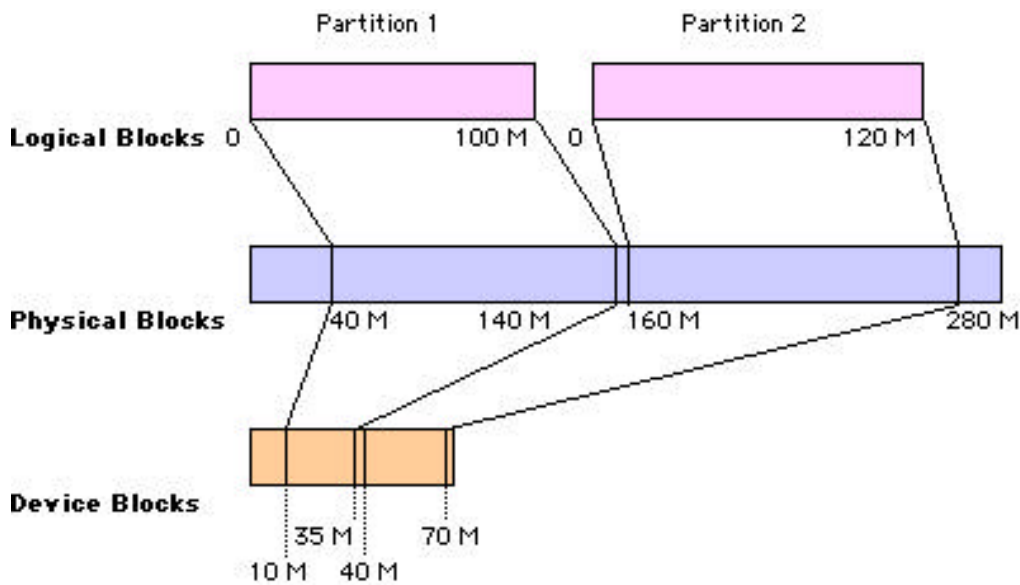 Partition 1 Partition 2
Logical Blocks 0 100 M 0 120 M
Physical Blocks 40 M 140 M 160 M 280 M
Device Blocks
35 M 70 M
10 M 40 M